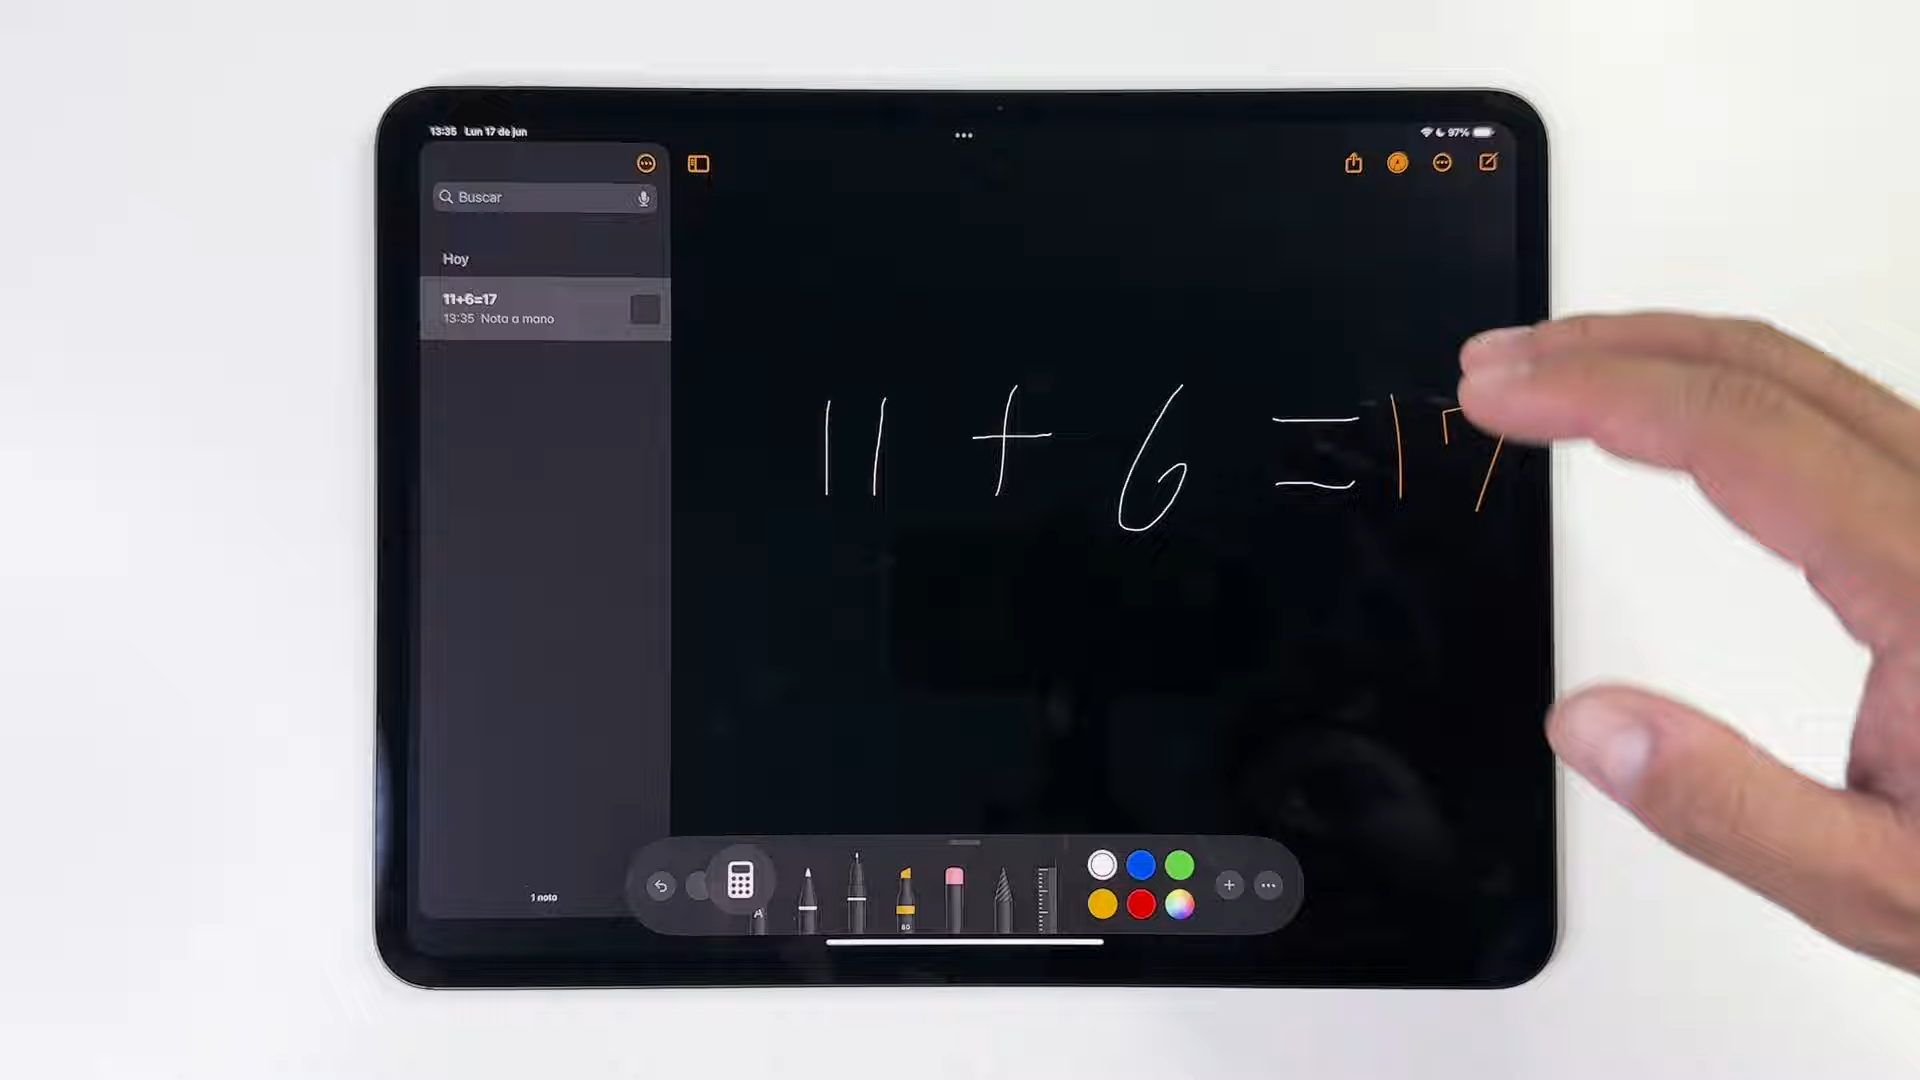 13:35 Lun 17 de jun
97%
Buscar
Hoy
11+6=17
13:35 Nota a mano
11 + 6 = 17
1 nota
A
80